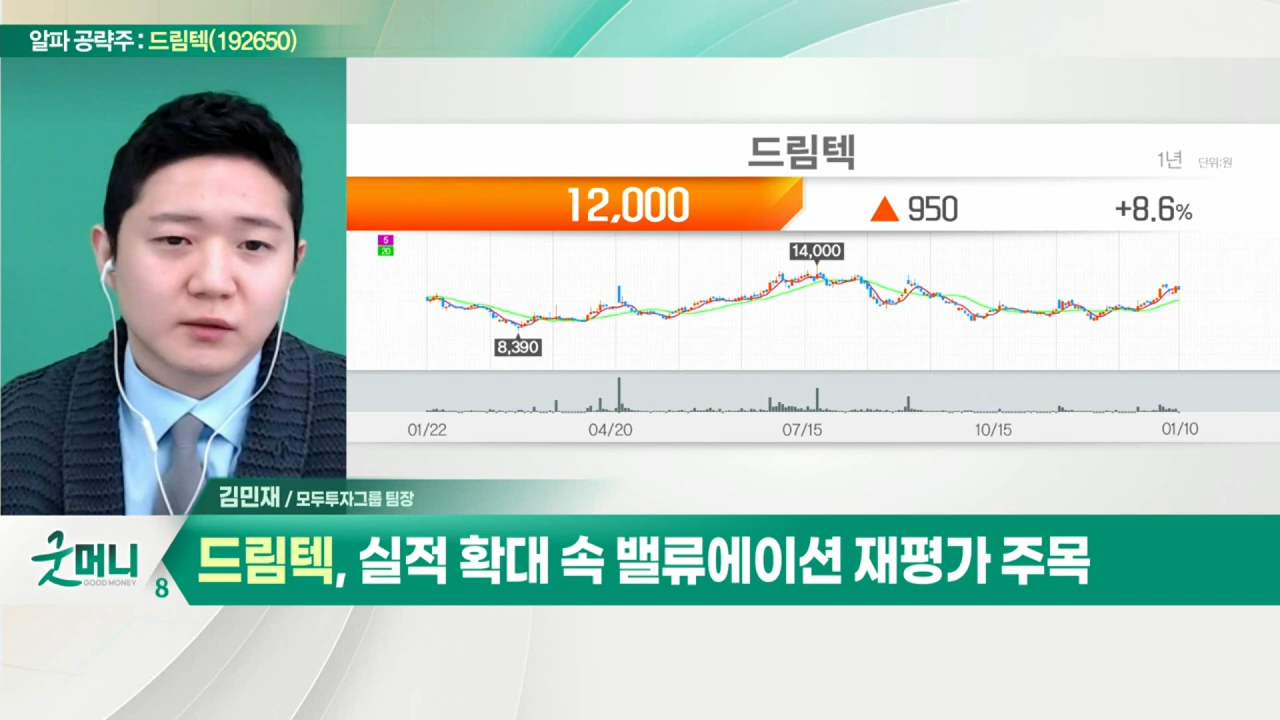 알파 공략주 : 드림텍(192650)
드림텍
1년 단위:원
12,000 ▲ 950 +8.6%
5
20
14,000
8,390
01/22 04/20 07/15 10/15 01/10
김민재 / 모두투자그룹 팀장
굿머니
GOOD MONEY
8
드림텍, 실적 확대 속 밸류에이션 재평가 주목